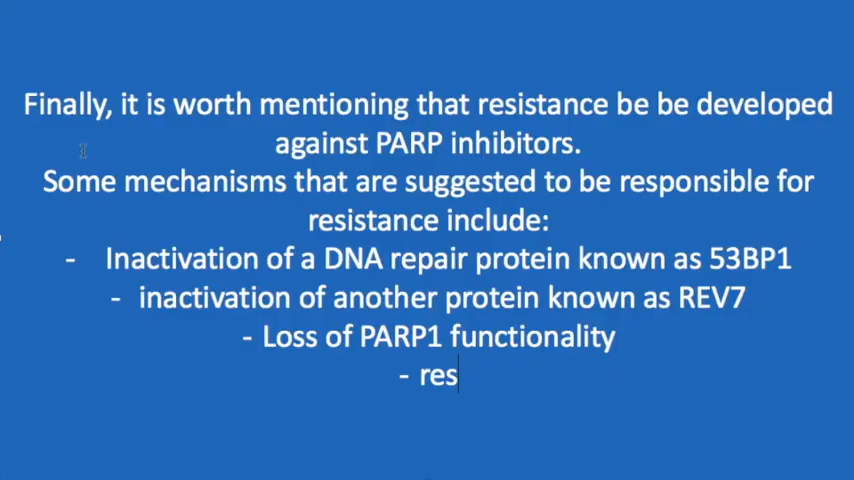 Finally, it is worth mentioning that resistance be be developed
against PARP inhibitors.
Some mechanisms that are suggested to be responsible for
resistance include:
- Inactivation of a DNA repair protein known as 53BP1
- inactivation of another protein known as REV7
- Loss of PARP1 functionality
- res